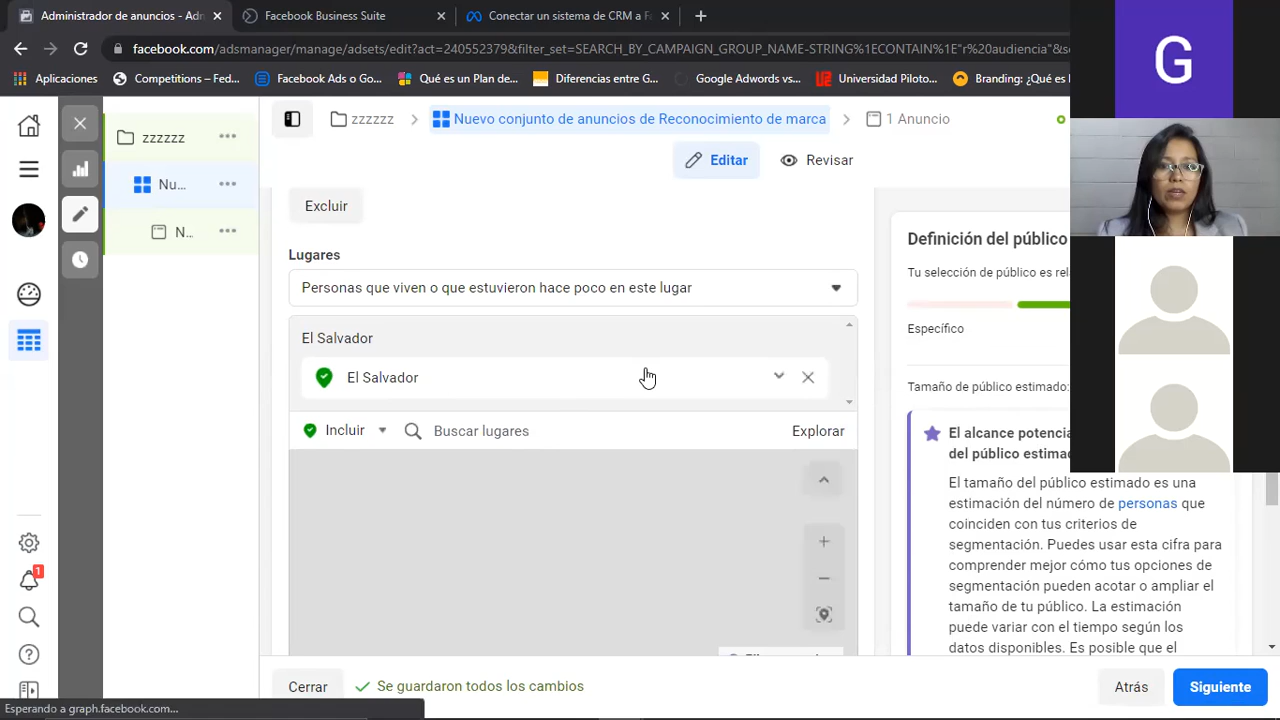 Administrador de anuncios - Ad
Facebook Business Suite
Conectar un sistema de CRM a Fa
facebook.com/adsmanager/manage/adsets/edit?act=240695379&filter_set=SEARCH_BY_CAMPAIGN_GROUP_NAME-STRING%1ECONTAIN%1E"r%20audiencia"&s
Aplicaciones
Competitions – Fed...
Facebook Ads o Goo...
Qué es un Plan de...
Diferencias entre G...
Google Adwords vs...
Universidad Florenc...
Branding: ¿Qué es B
zzzzzz
Nuevo conjunto de anuncios de Reconocimiento de marca
1 Anuncio
G
zzzzzz
Nu...
N..
Editar
Revisar
Excluir
Lugares
Personas que viven o que estuvieron hace poco en este lugar
El Salvador
El Salvador
Incluir
Buscar lugares
Explorar
Definición del público
Tu selección de público es rel
Específico
Tamaño de público estimado:
El alcance potencia
del público estimad
El tamaño del público estimado es una
estimación del número de personas que
coinciden con tus criterios de
segmentación. Puedes usar esta cifra para
comprender mejor cómo tus opciones de
segmentación pueden acotar o ampliar el
tamaño de tu público. La estimación
puede variar con el tiempo según los
datos disponibles. Es posible que el
1
Cerrar
Se guardaron todos los cambios
Atrás
Siguiente
Esperando a graph.facebook.com...